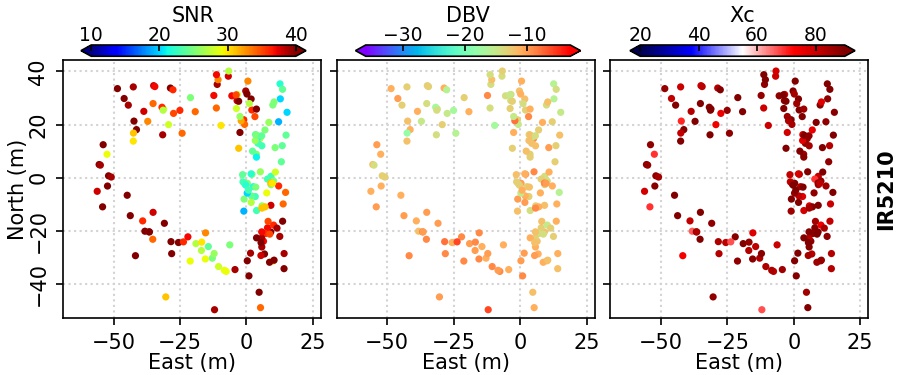 SNR DBV Xc
10 20 30 40 −30 −20 −10 20 40 60 80
40
20
0
−20
−40
North (m)
−50 −25 0 25 −50 −25 0 25 −50 −25 0 25
East (m) East (m) East (m)
IR5210